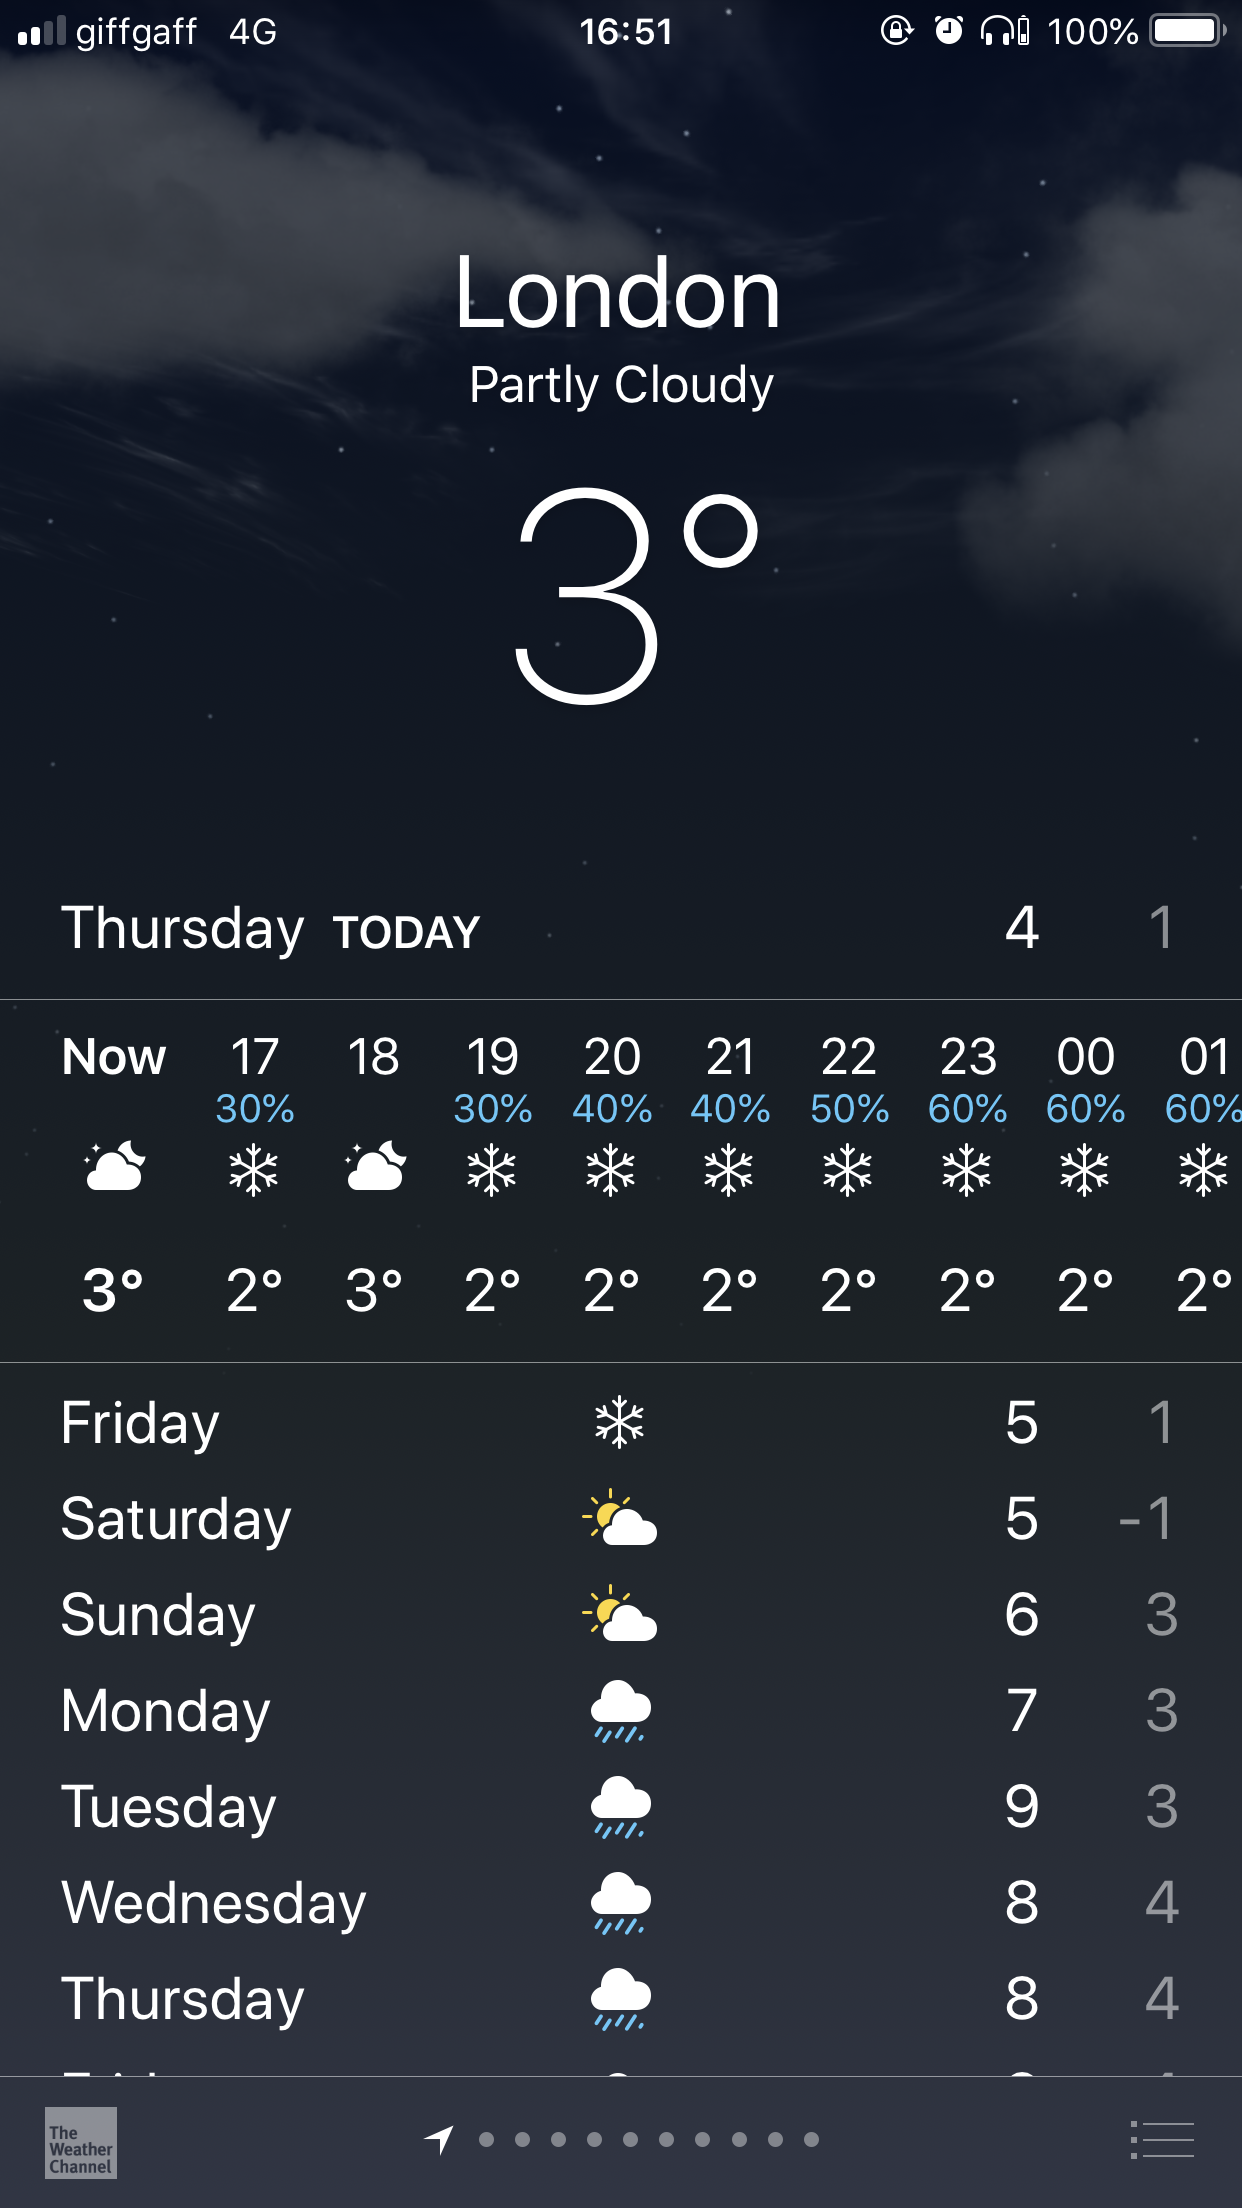 giffgaff 4G 16:51 100%
London
Partly Cloudy
3°
Thursday TODAY 4 1
Now 17 18 19 20 21 22 23 00 01
30% 30% 40% 40% 50% 60% 60% 60%
3° 2° 3° 2° 2° 2° 2° 2° 2° 2°
Friday 5 1
Saturday 5 -1
Sunday 6 3
Monday 7 3
Tuesday 9 3
Wednesday 8 4
Thursday 8 4
The
Weather
Channel